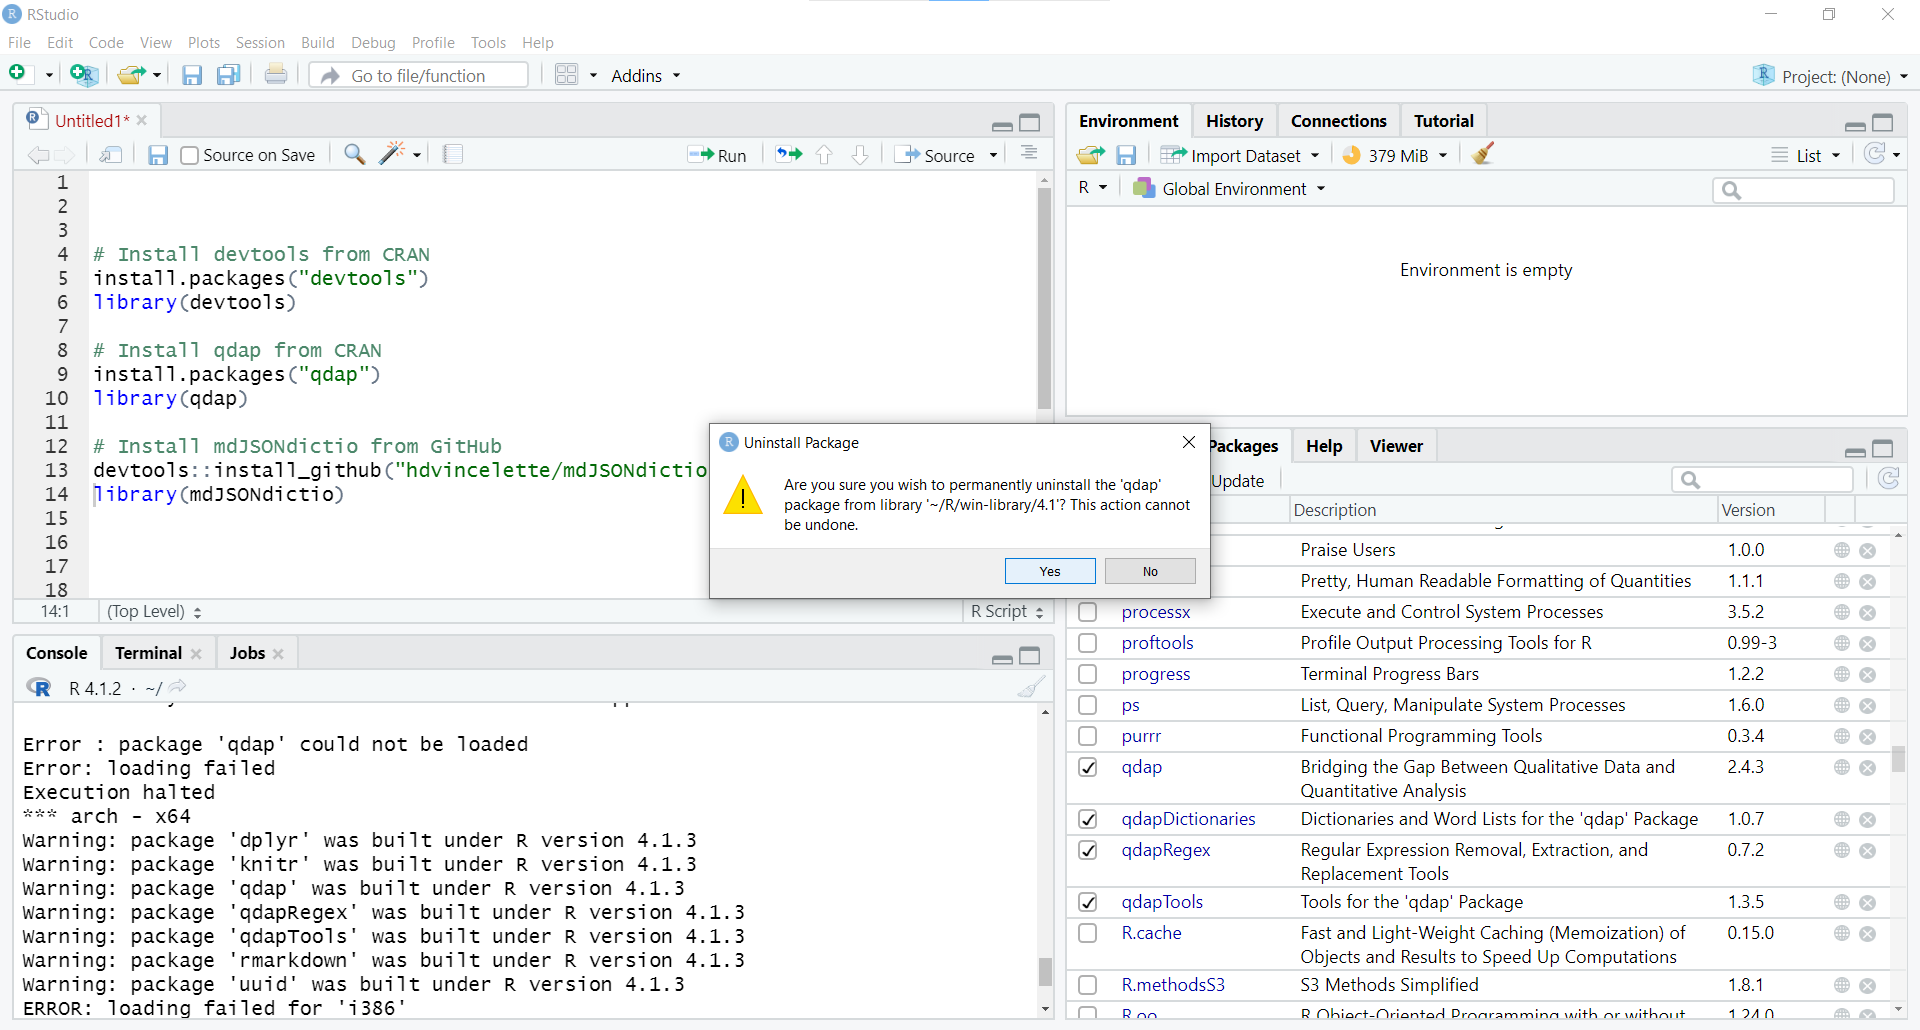 RStudio
File Edit Code View Plots Session Build Debug Profile Tools Help
Go to file/function Addins Project: (None)
Untitled1*
Source on Save Run Source
1
2
3
4 # Install devtools from CRAN
5 install.packages("devtools")
6 library(devtools)
7
8 # Install qdap from CRAN
9 install.packages("qdap")
10 library(qdap)
11
12 # Install mdJSONdictio from GitHub
13 devtools::install_github("hdvincelette/mdJSONdictio
14 library(mdJSONdictio)
15
16
17
18
14:1 (Top Level) R Script
Console Terminal Jobs
R 4.1.2 · ~/
Error : package 'qdap' could not be loaded
Error: loading failed
Execution halted
*** arch - x64
Warning: package 'dplyr' was built under R version 4.1.3
Warning: package 'knitr' was built under R version 4.1.3
Warning: package 'qdap' was built under R version 4.1.3
Warning: package 'qdapRegex' was built under R version 4.1.3
Warning: package 'qdapTools' was built under R version 4.1.3
Warning: package 'rmarkdown' was built under R version 4.1.3
Warning: package 'uuid' was built under R version 4.1.3
ERROR: loading failed for 'i386'
Environment History Connections Tutorial
Import Dataset 379 MiB List
R Global Environment
Environment is empty
Uninstall Package
Are you sure you wish to permanently uninstall the 'qdap'
package from library '~/R/win-library/4.1'? This action cannot
be undone.
Yes No
Packages Help Viewer
Update
Description Version
Praise Users 1.0.0
Pretty, Human Readable Formatting of Quantities 1.1.1
processx Execute and Control System Processes 3.5.2
proftools Profile Output Processing Tools for R 0.99-3
progress Terminal Progress Bars 1.2.2
ps List, Query, Manipulate System Processes 1.6.0
purrr Functional Programming Tools 0.3.4
qdap Bridging the Gap Between Qualitative Data and 2.4.3
Quantitative Analysis
qdapDictionaries Dictionaries and Word Lists for the 'qdap' Package 1.0.7
qdapRegex Regular Expression Removal, Extraction, and 0.7.2
Replacement Tools
qdapTools Tools for the 'qdap' Package 1.3.5
R.cache Fast and Light-Weight Caching (Memoization) of 0.15.0
Objects and Results to Speed Up Computations
R.methodsS3 S3 Methods Simplified 1.8.1
R.oo R Object-Oriented Programming with or without 1.24.0